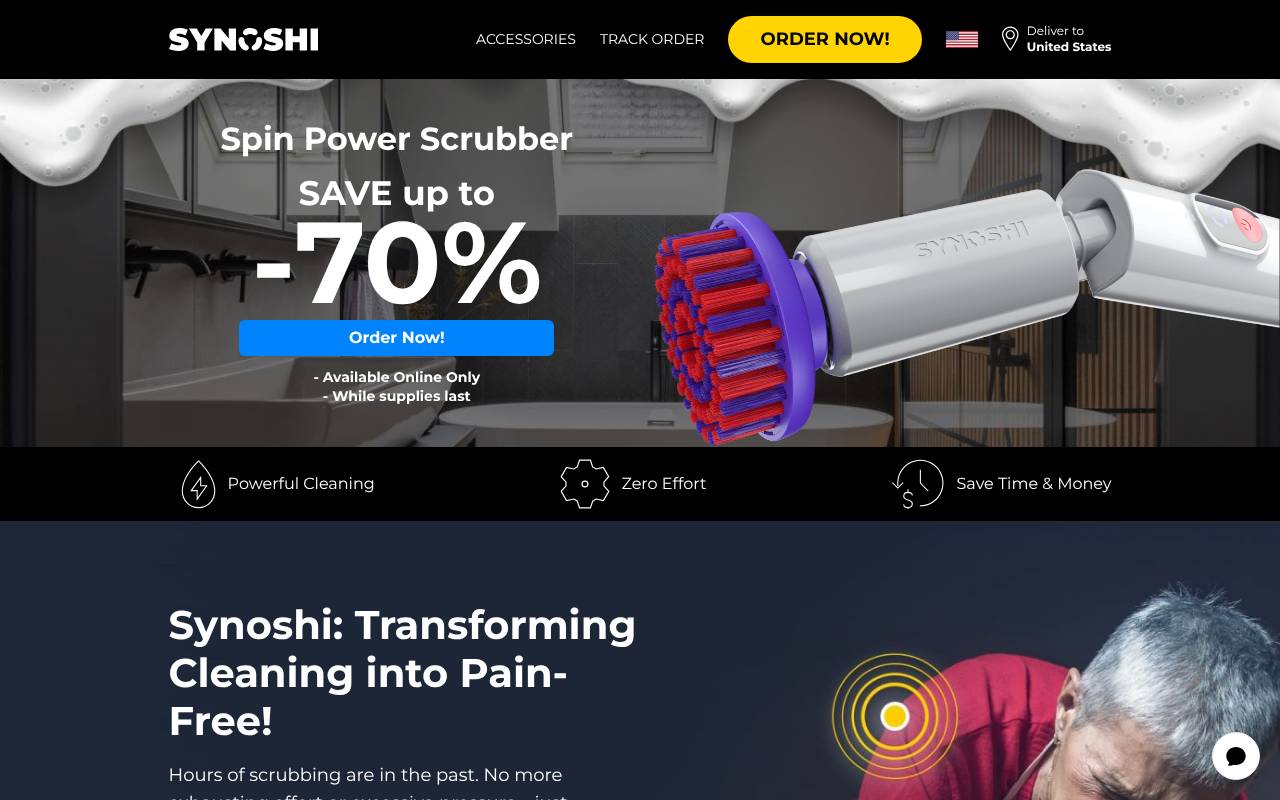 SYNOSHI
ACCESSORIES
TRACK ORDER
ORDER NOW!
Deliver to
United States
Spin Power Scrubber
SAVE up to
-70%
Order Now!
- Available Online Only
- While supplies last
SYNOSHI
Powerful Cleaning
Zero Effort
Save Time & Money
Synoshi: Transforming
Cleaning into Pain-
Free!
Hours of scrubbing are in the past. No more